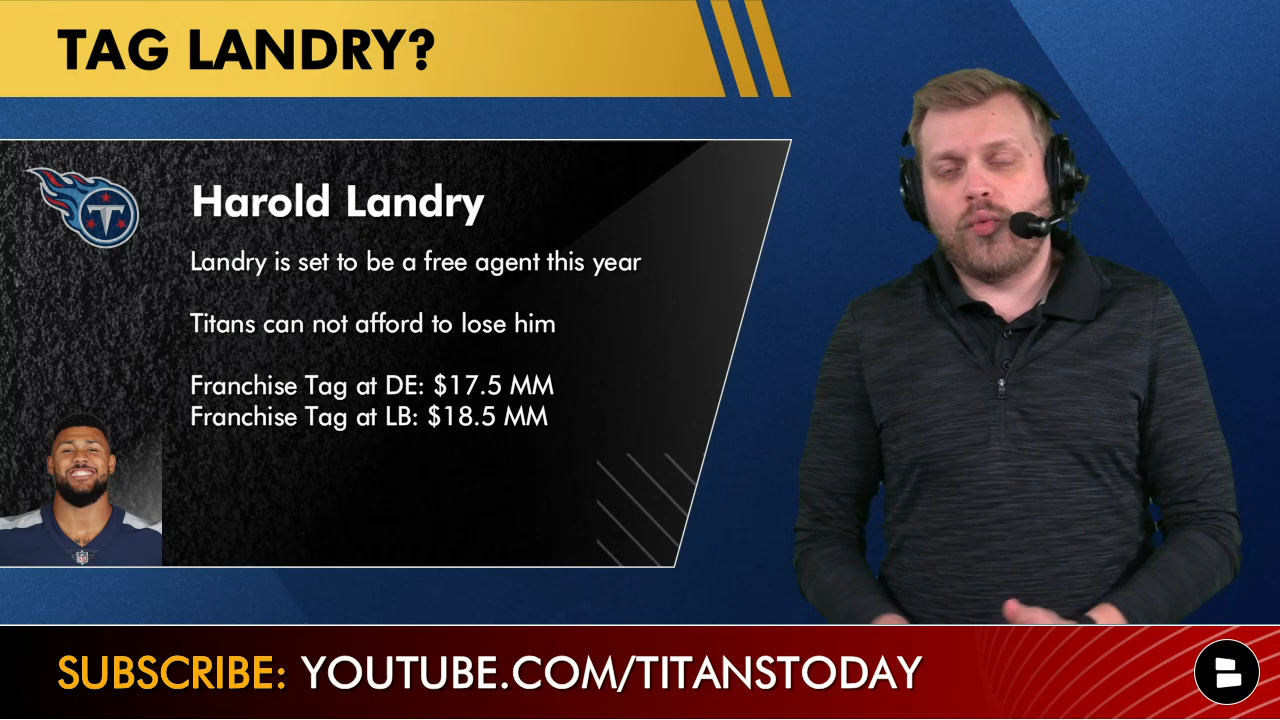 TAG LANDRY?
Harold Landry
Landry is set to be a free agent this year
Titans can not afford to lose him
Franchise Tag at DE: $17.5 MM
Franchise Tag at LB: $18.5 MM
SUBSCRIBE: YOUTUBE.COM/TITANSTODAY